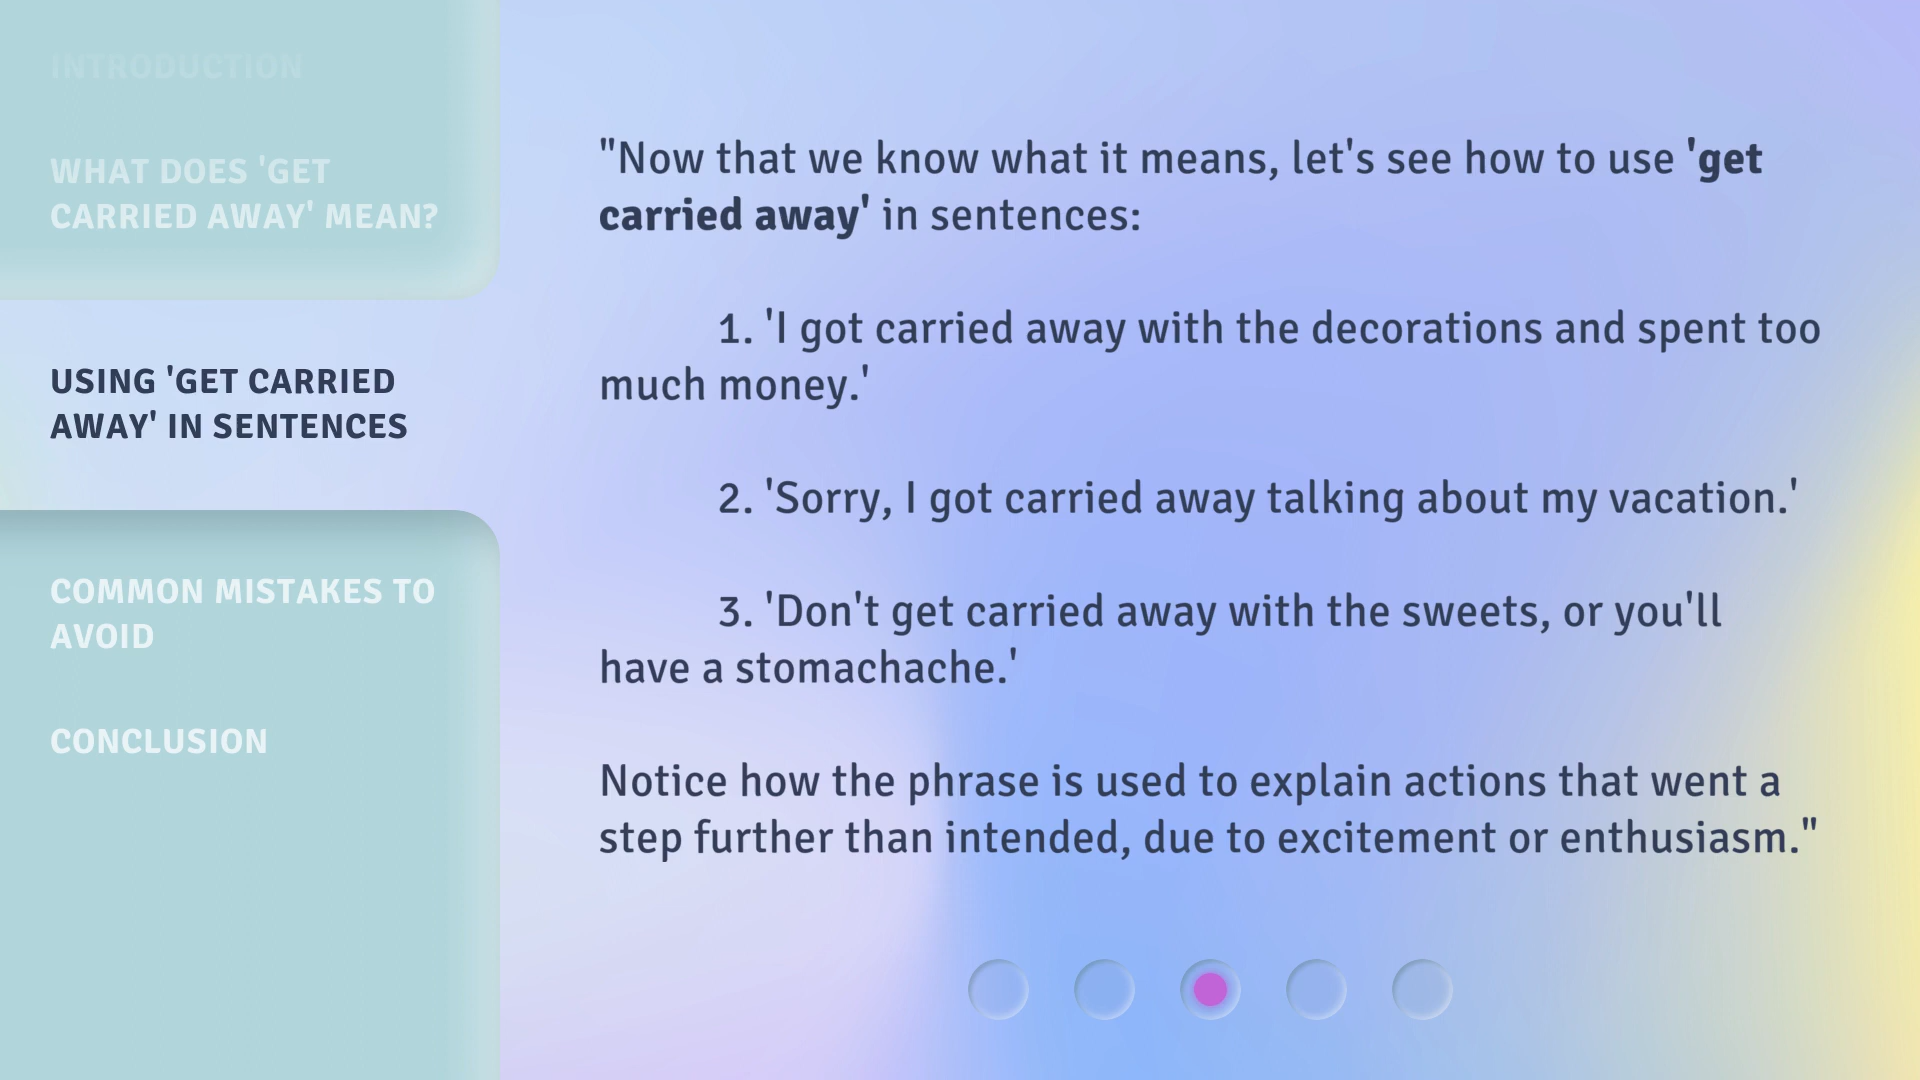 INTRODUCTION
WHAT DOES 'GET
CARRIED AWAY' MEAN?
USING 'GET CARRIED
AWAY' IN SENTENCES
COMMON MISTAKES TO
AVOID
CONCLUSION
"Now that we know what it means, let's see how to use 'get
carried away' in sentences:
1. 'I got carried away with the decorations and spent too
much money.'
2. 'Sorry, I got carried away talking about my vacation.'
3. 'Don't get carried away with the sweets, or you'll
have a stomachache.'
Notice how the phrase is used to explain actions that went a
step further than intended, due to excitement or enthusiasm."